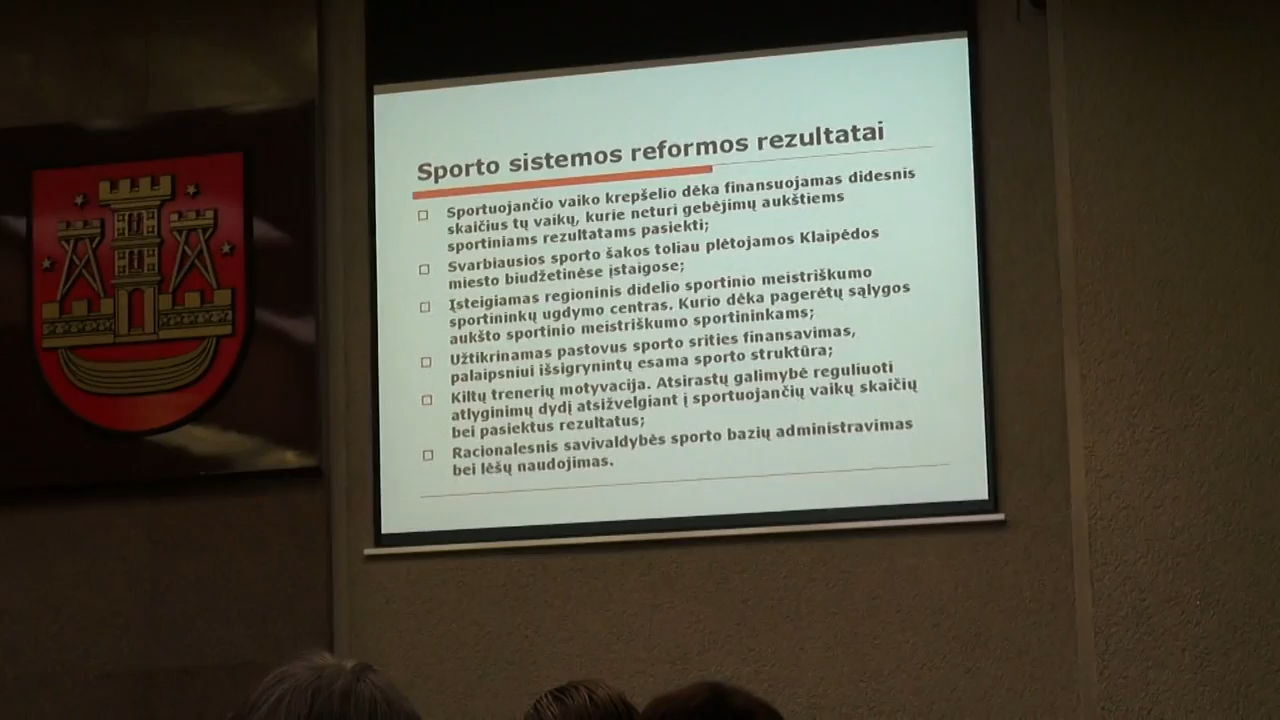 Sporto sistemos reformos rezultatai
Sportuojančio vaiko krepšelio dėka finansuojamas didesnis
skaičius tų vaikų, kurie neturi gebėjimų aukštiems
sportiniams rezultatams pasiekti;
Svarbiausios sporto šakos toliau plėtojamos Klaipėdos
miesto biudžetinėse įstaigose;
Įsteigiamas regioninis didelio sportinio meistriškumo
sportininkų ugdymo centras. Kurio dėka pagerėtų sąlygos
aukšto sportinio meistriškumo sportininkams;
Užtikrinamas pastovus sporto srities finansavimas,
palaipsniui išsigrynintų esama sporto struktūra;
Kiltų trenerių motyvacija. Atsirastų galimybė reguliuoti
atlyginimų dydį atsižvelgiant į sportuojančių vaikų skaičių
bei pasiektus rezultatus;
Racionalesnis savivaldybės sporto bazių administravimas
bei lėšų naudojimas.